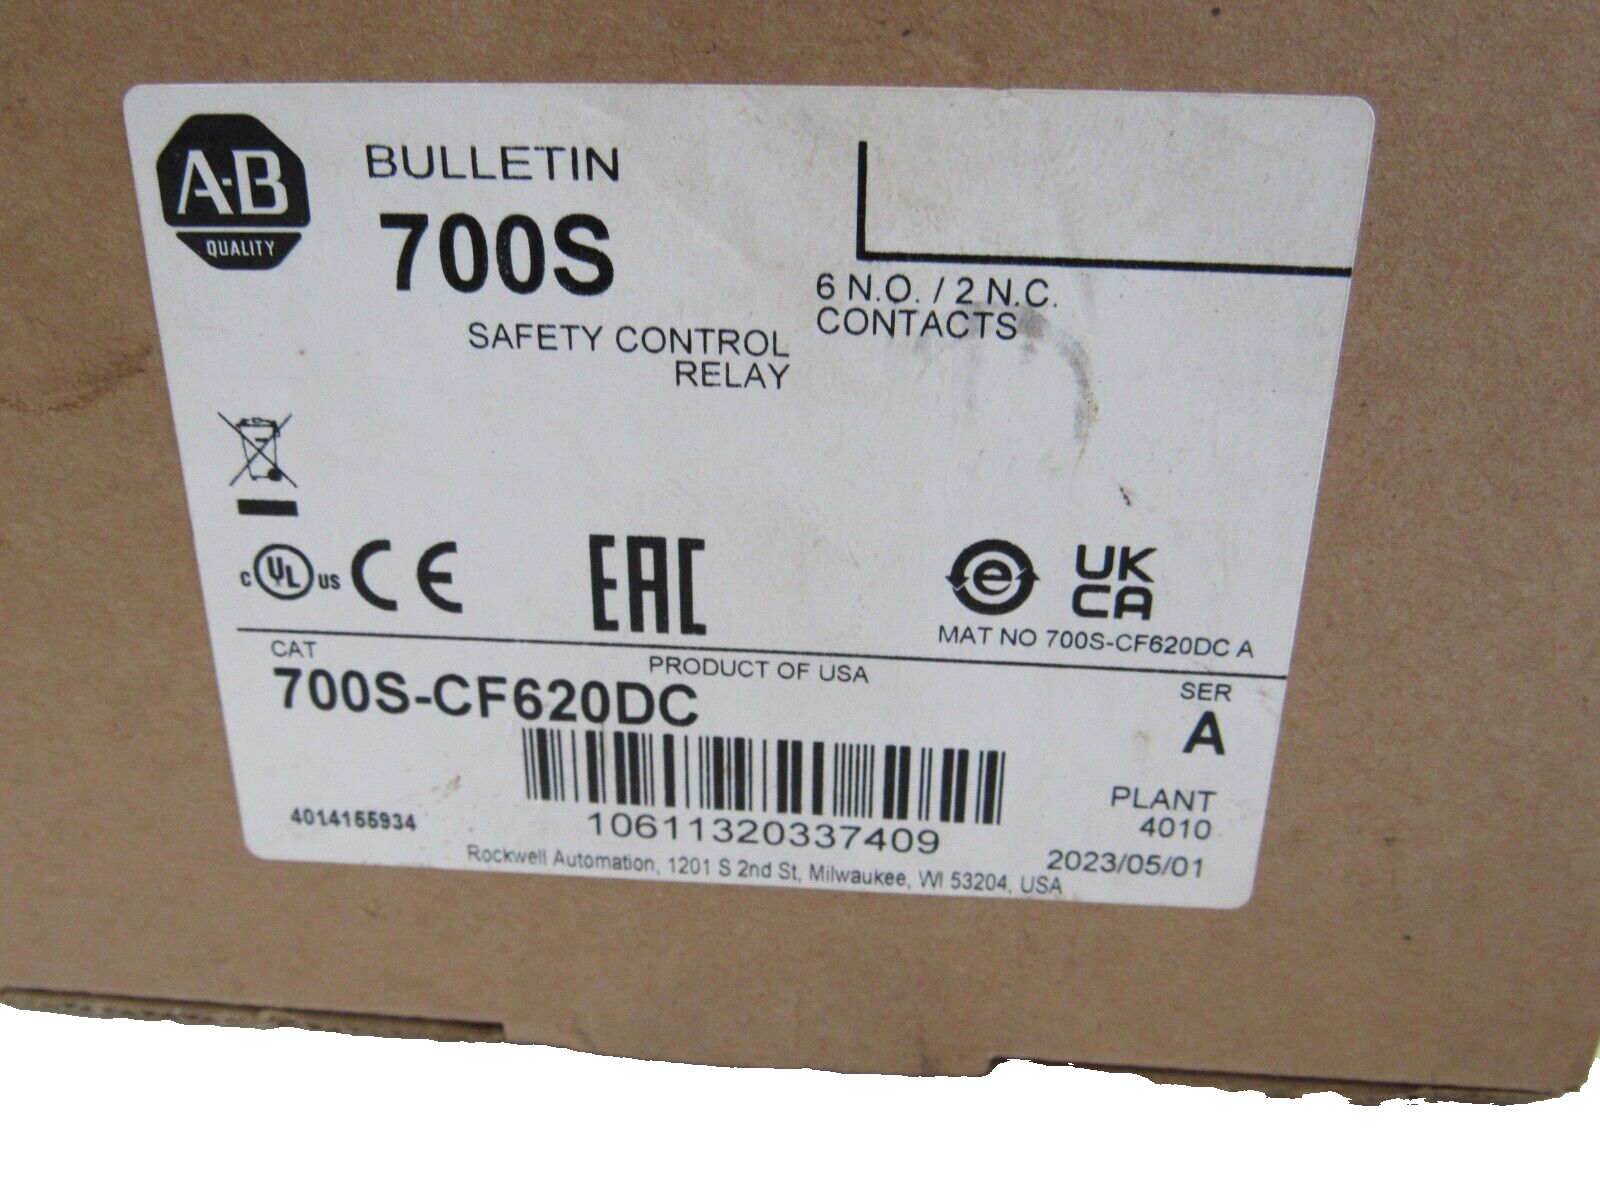 A-B
QUALITY
BULLETIN
700S
SAFETY CONTROL
RELAY
6 N.O. / 2 N.C.
CONTACTS
C UL US CE
EAC
e
UK
CA
MAT NO 700S-CF620DC A
CAT
700S-CF620DC
PRODUCT OF USA
SER
A
PLANT
4010
2023/05/01
4014155934
10611320337409
Rockwell Automation, 1201 S 2nd St, Milwaukee, WI 53204, USA